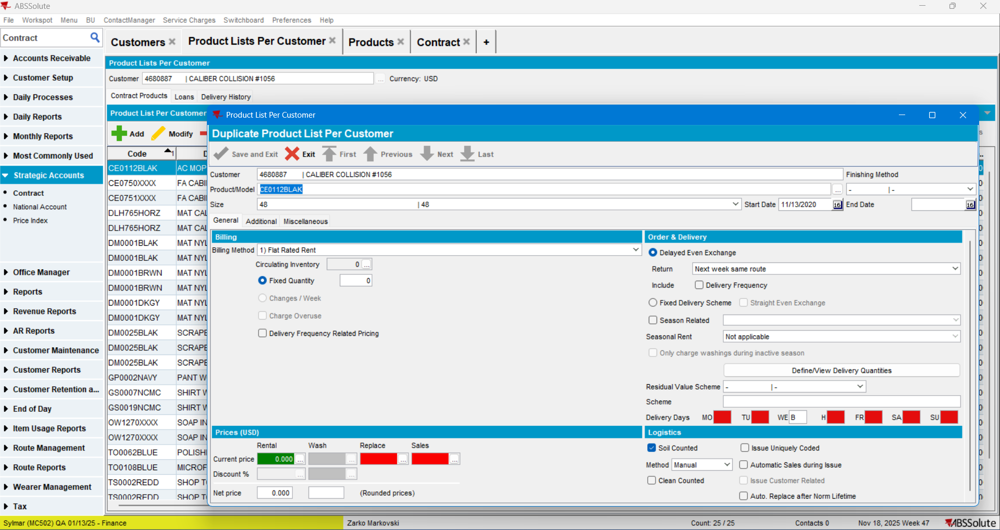 ABSSolute
File Workspot Menu BU ContactManager Service Charges Switchboard Preferences Help
Contract
Customers Product Lists Per Customer Products Contract +
Accounts Receivable
Customer Setup
Daily Processes
Daily Reports
Monthly Reports
Most Commonly Used
Strategic Accounts
Contract
National Account
Price Index
Office Manager
Reports
Revenue Reports
AR Reports
Customer Maintenance
Customer Reports
Customer Retention a...
End of Day
Item Usage Reports
Route Management
Route Reports
Wearer Management
Tax
Product Lists Per Customer
Customer 4680887 | CALIBER COLLISION #1056 ... Currency: USD
Contract Products Loans Delivery History
Product List Per Customer
Add Modify
Code 1 D
CE0112BLAK AC MOP
CE0750XXXX FA CABI
CE0751XXXX FA CABI
DLH765HORZ MAT CAL
DLH765HORZ MAT CAL
DM0001BLAK MAT NYL
DM0001BLAK MAT NYL
DM0001BRWN MAT NYL
DM0001BRWN MAT NYL
DM0001DKGY MAT NYL
DM0001DKGY MAT NYL
DM0025BLAK SCRAPE
DM0025BLAK SCRAPE
DM0025BLAK SCRAPE
GP0002NAVY PANT W
GS0007NCMC SHIRT W
GS0019NCMC SHIRT W
OW1270XXXX SOAP IN
OW1270XXXX SOAP IN
TO0062BLUE POLISHI
TO0108BLUE MICROF
TS0002REDD SHOP T
TS0002REDD SHOP T
Product List Per Customer
Duplicate Product List Per Customer
Save and Exit Exit First Previous Next Last
Customer 4680887 | CALIBER COLLISION #1056 Finishing Method
Product/Model CE0112BLAK ... - | -
Size 48 | 48 Start Date 11/13/2020 16 End Date 16
General Additional Miscellaneous
Billing
Billing Method 1) Flat Rated Rent
Circulating Inventory 0 ...
Fixed Quantity 0
Changes / Week
Charge Overuse
Delivery Frequency Related Pricing
Order & Delivery
Delayed Even Exchange
Return Next week same route
Include Delivery Frequency
Fixed Delivery Scheme Straight Even Exchange
Season Related
Seasonal Rent Not applicable
Only charge washings during inactive season
Define/View Delivery Quantities
Residual Value Scheme - | -
Scheme
Delivery Days MO TU WE B H FR SA SU
Prices (USD)
Rental Wash Replace Sales
Current price 0.000 ... ... ... ...
Discount % ... ...
Net price 0.000 (Rounded prices)
Logistics
Soil Counted Issue Uniquely Coded
Method Manual Automatic Sales during Issue
Clean Counted Issue Customer Related
Auto. Replace after Norm Lifetime
Sylmar (MC502) QA 01/13/25 - Finance Zarko Markovski Count: 25 / 25 Contacts 0 Nov 18, 2025 Week 47 ABSSolute